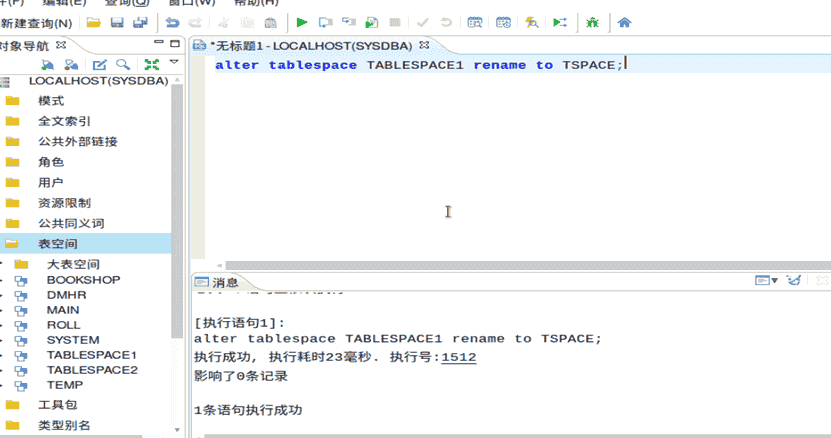 编辑(E) 查询(Q) 窗口(W) 帮助(H)
新建查询(N)
对象导航
*无标题1 - LOCALHOST(SYSDBA)
alter tablespace TABLESPACE1 rename to TSPACE;
LOCALHOST(SYSDBA)
模式
全文索引
公共外部链接
角色
用户
资源限制
公共同义词
表空间
大表空间
BOOKSHOP
DMHR
MAIN
ROLL
SYSTEM
TABLESPACE1
TABLESPACE2
TEMP
工具包
类型别名
消息
[执行语句1]:
alter tablespace TABLESPACE1 rename to TSPACE;
执行成功, 执行耗时23毫秒. 执行号:1512
影响了0条记录
1条语句执行成功